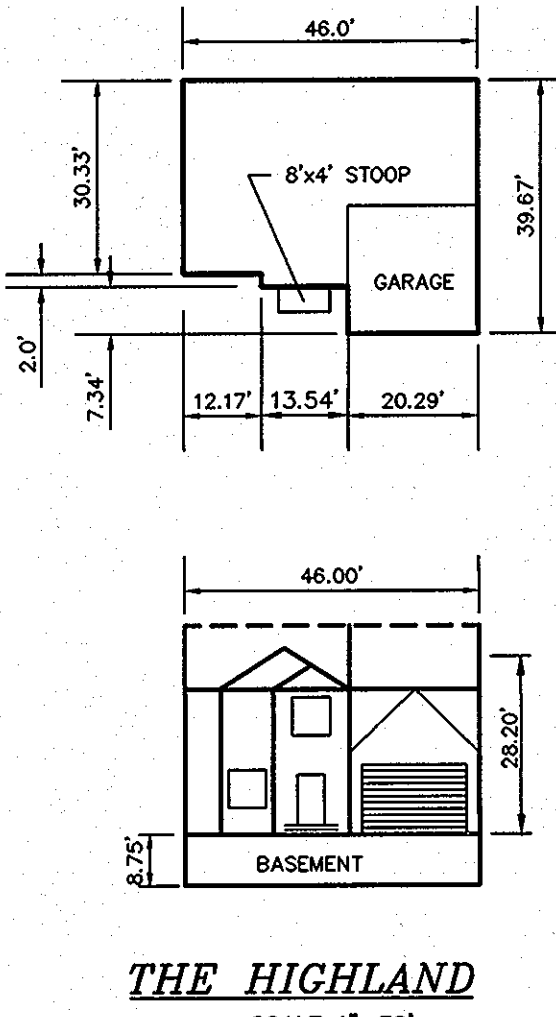 46.0'
30.33'
8'x4' STOOP
39.67'
GARAGE
2.0'
7.34'
12.17' 13.54' 20.29'
46.00'
28.20'
8.75'
BASEMENT
THE HIGHLAND